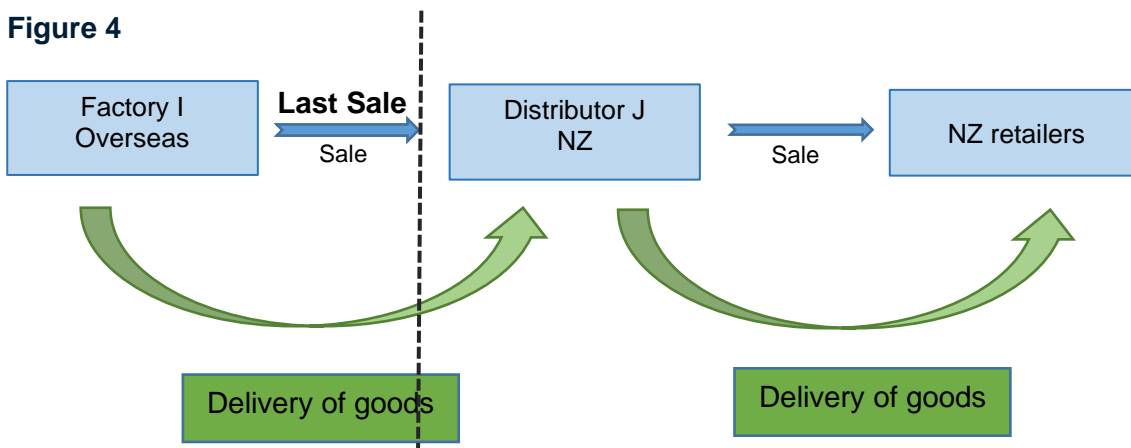 Figure 4
Factory I
Overseas
Last Sale
Sale
Distributor J
NZ
Sale
NZ retailers
Delivery of goods
Delivery of goods